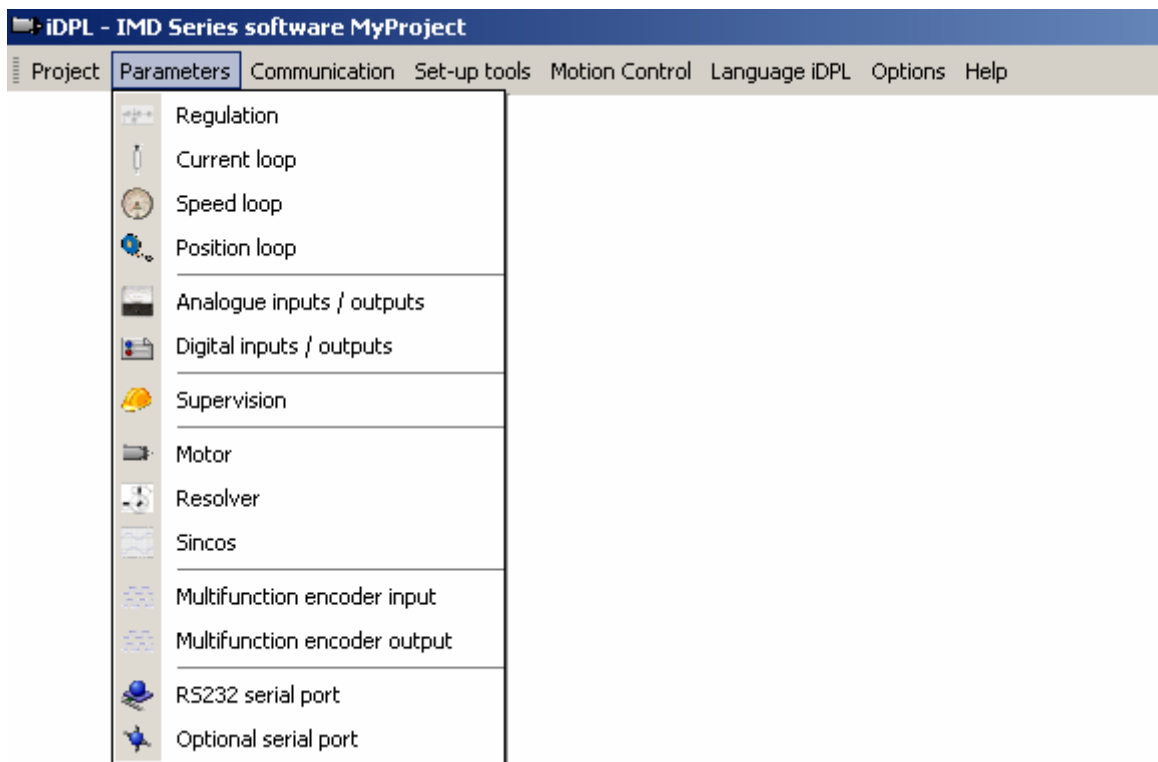 iDPL - IMD Series software MyProject
Project Parameters Communication Set-up tools Motion Control Language iDPL Options Help
Regulation
Current loop
Speed loop
Position loop
Analogue inputs / outputs
Digital inputs / outputs
Supervision
Motor
Resolver
Sincos
Multifunction encoder input
Multifunction encoder output
RS232 serial port
Optional serial port